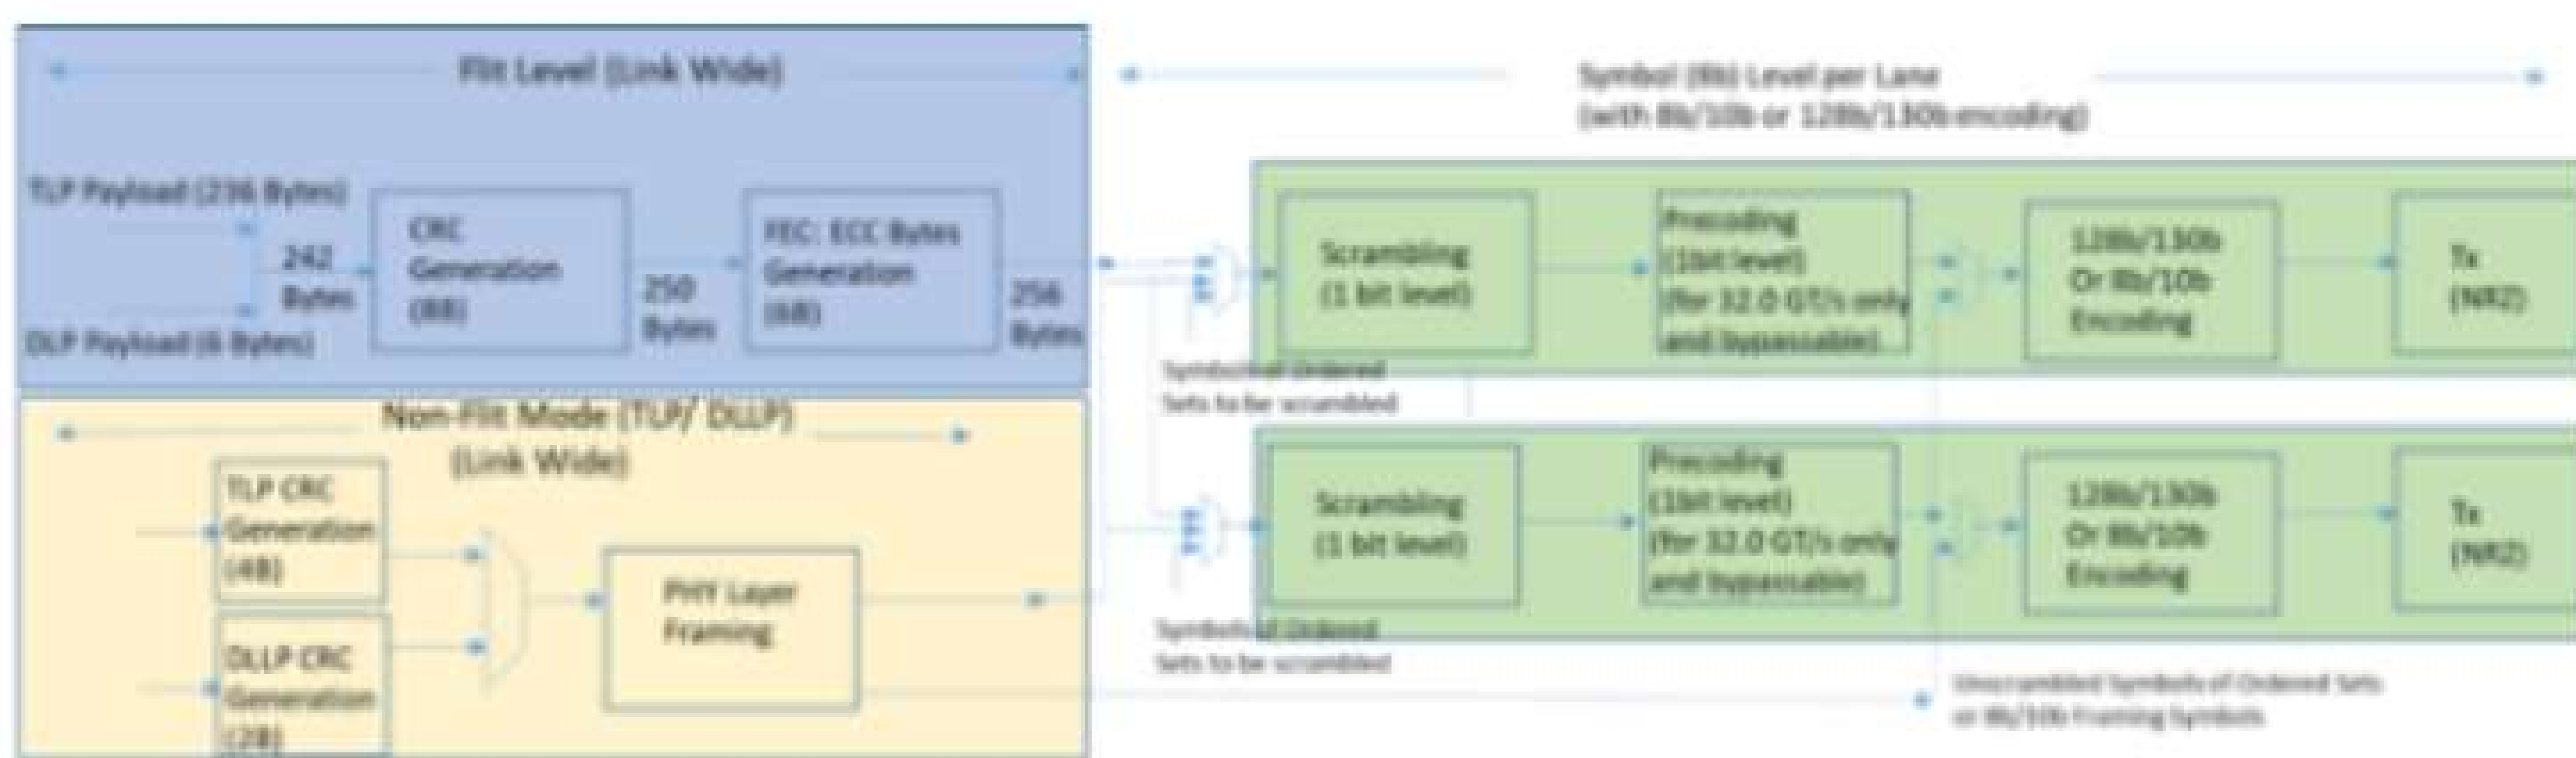 Flit Level (Link Wide)
Symbol (8b) Level per Lane
(with 8b/10b or 128b/130b encoding)
TLP Payload (236 Bytes)
242
Bytes
DLP Payload (6 Bytes)
CRC
Generation
(8B)
250
Bytes
FEC: ECC Bytes
Generation
(6B)
256
Bytes
Scrambling
(1 bit level)
Precoding
(1bit level)
(for 32.0 GT/s only
and bypassable)
128b/130b
Or 8b/10b
Encoding
Tx
(NRZ)
Symbols of Ordered
Sets to be scrambled
Non-Flit Mode (TLP/ DLLP)
(Link Wide)
TLP CRC
Generation
(4B)
DLLP CRC
Generation
(2B)
PHY Layer
Framing
Scrambling
(1 bit level)
Precoding
(1bit level)
(for 32.0 GT/s only
and bypassable)
128b/130b
Or 8b/10b
Encoding
Tx
(NRZ)
Symbols of Ordered
Sets to be scrambled
Unscrambled Symbols of Ordered Sets
or 8b/10b Framing Symbols